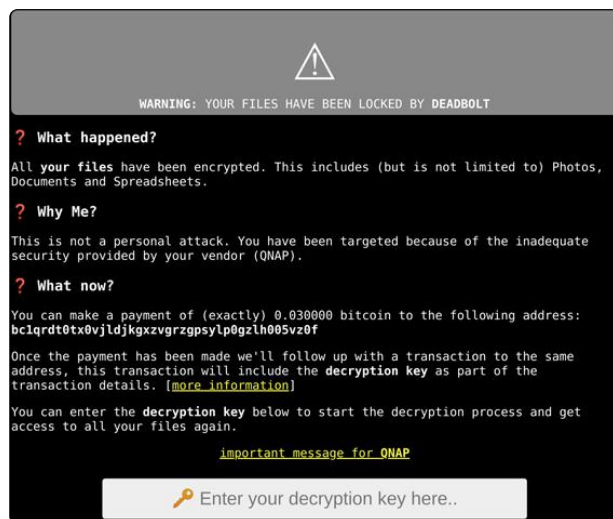 WARNING: YOUR FILES HAVE BEEN LOCKED BY DEADBOLT
? What happened?
All your files have been encrypted. This includes (but is not limited to) Photos,
Documents and Spreadsheets.
? Why Me?
This is not a personal attack. You have been targeted because of the inadequate
security provided by your vendor (QNAP).
? What now?
You can make a payment of (exactly) 0.030000 bitcoin to the following address:
bc1qrdt0tx0vjldjkgxzvgrzgpsylp0gzlh005vz0f
Once the payment has been made we'll follow up with a transaction to the same
address, this transaction will include the decryption key as part of the
transaction details. [more information]
You can enter the decryption key below to start the decryption process and get
access to all your files again.
important message for QNAP
Enter your decryption key here..